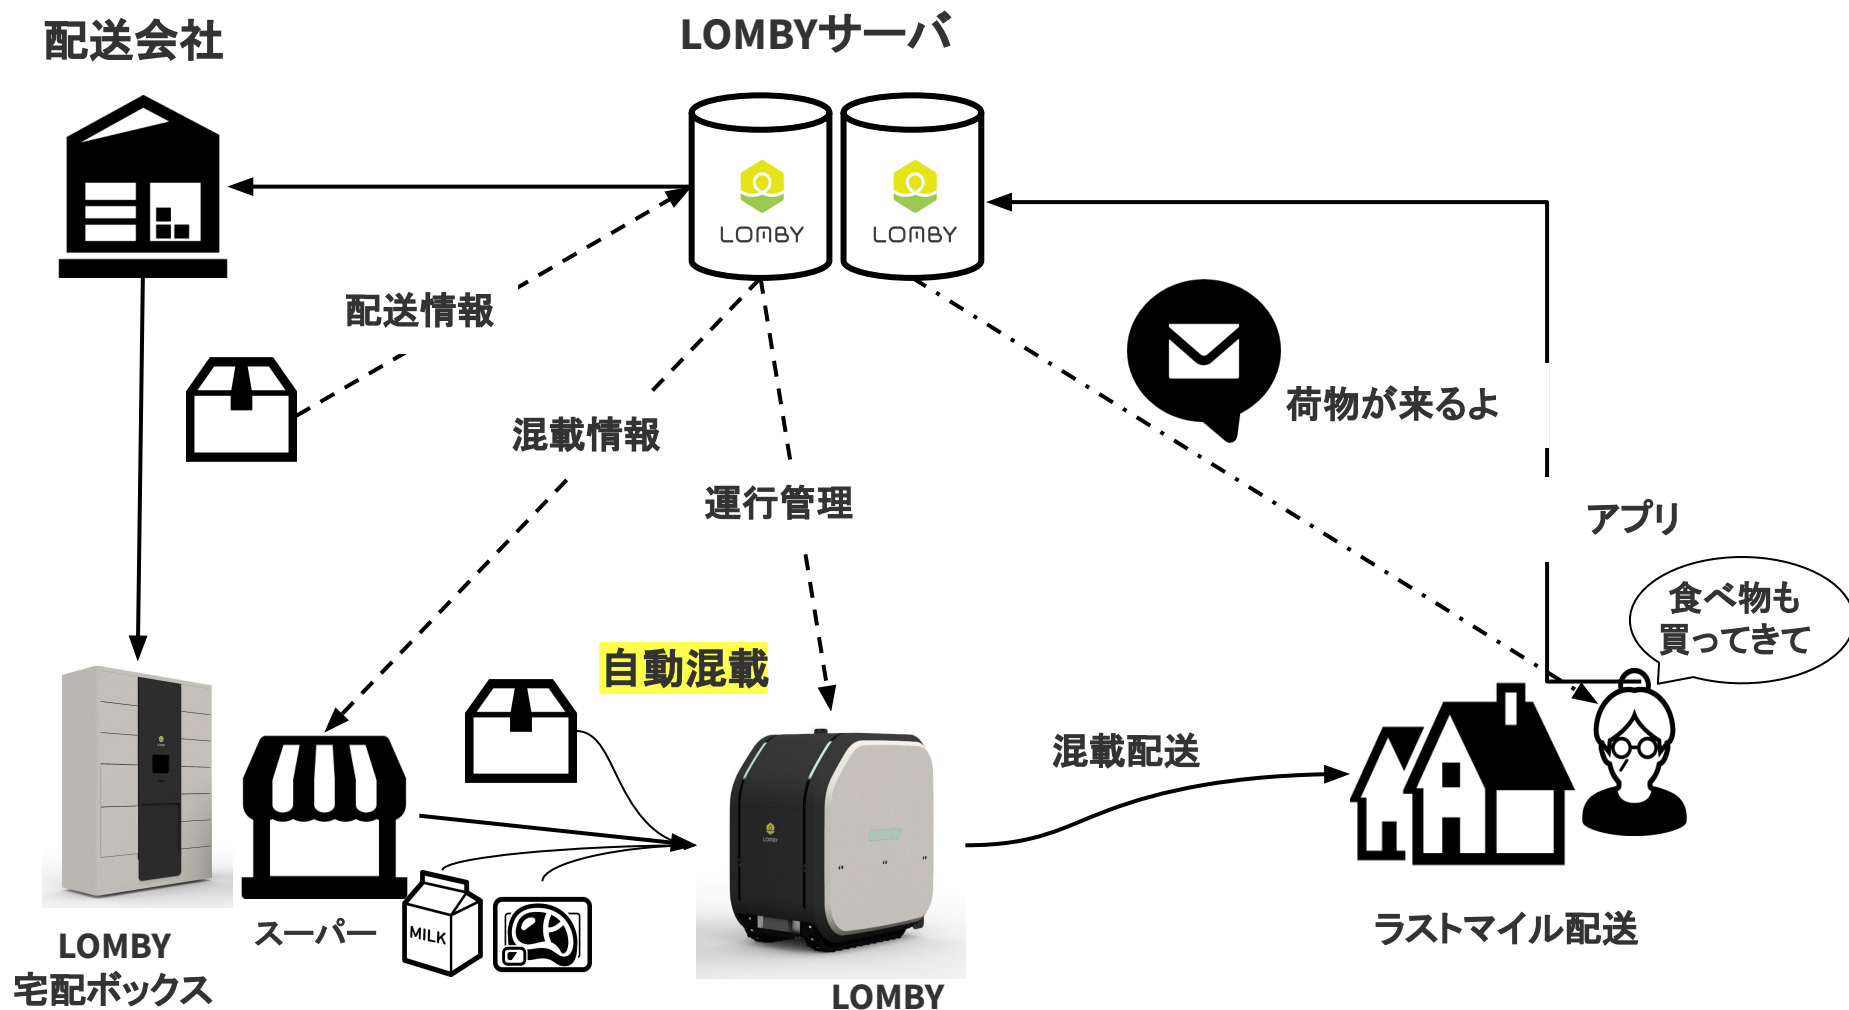 配送会社
LOMBYサーバ
LOMBY
LOMBY
配送情報
荷物が来るよ
混載情報
運行管理
アプリ
食べ物も
買ってきて
自動混載
混載配送
LOMBY
LOMBY
MILK
スーパー
ラストマイル配送
LOMBY
宅配ボックス
LOMBY